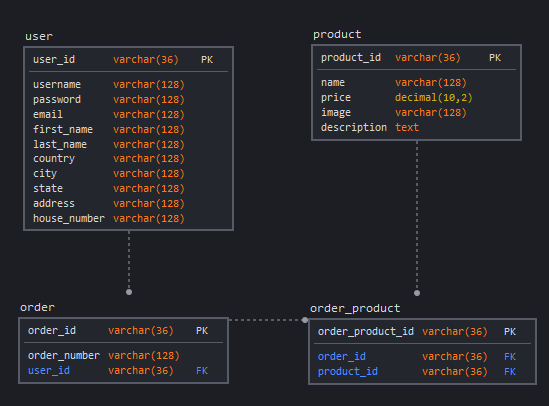 user
user_id varchar(36) PK
username varchar(128)
password varchar(128)
email varchar(128)
first_name varchar(128)
last_name varchar(128)
country varchar(128)
city varchar(128)
state varchar(128)
address varchar(128)
house_number varchar(128)
product
product_id varchar(36) PK
name varchar(128)
price decimal(10,2)
image varchar(128)
description text
order
order_id varchar(36) PK
order_number varchar(128)
user_id varchar(36) FK
order_product
order_product_id varchar(36) PK
order_id varchar(36) FK
product_id varchar(36) FK